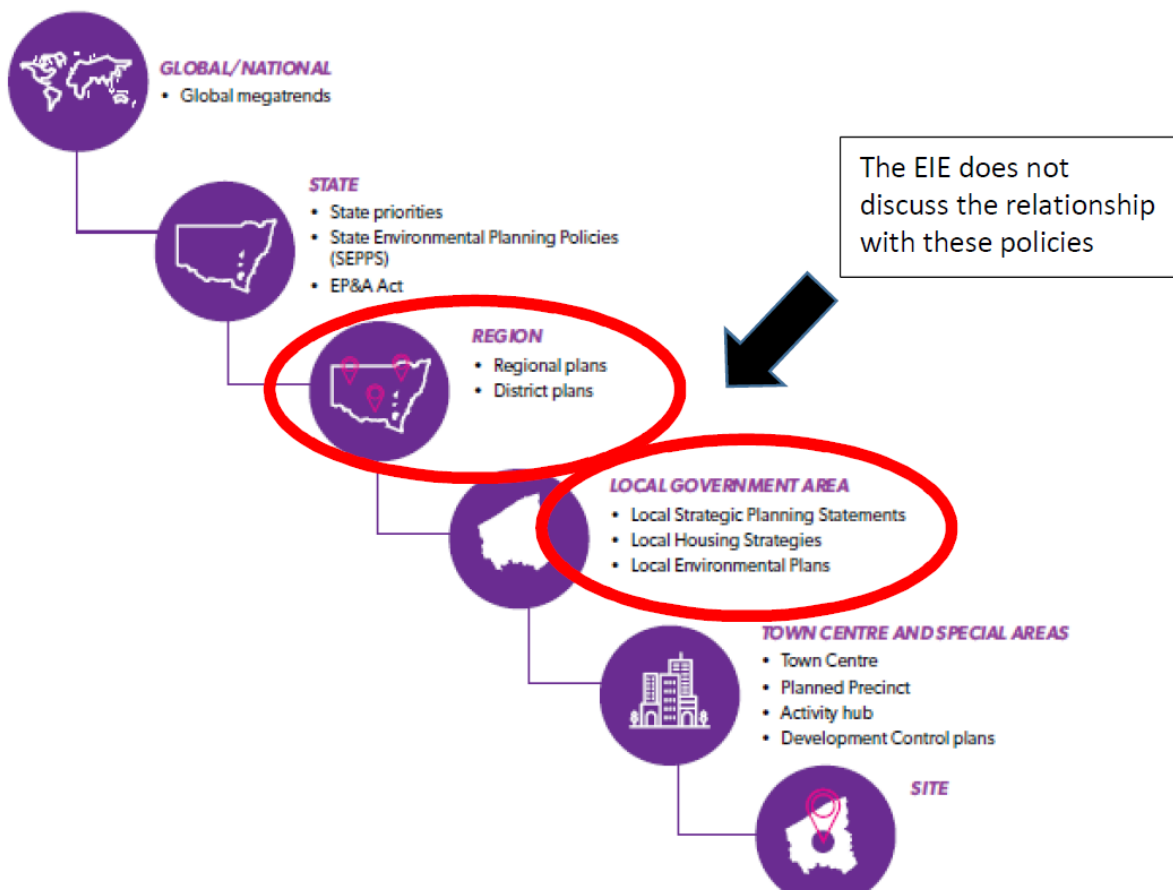 GLOBAL/NATIONAL
• Global megatrends
The EIE does not
discuss the relationship
with these policies
STATE
• State priorities
• State Environmental Planning Policies
(SEPPS)
• EP&A Act
REGION
• Regional plans
• District plans
LOCAL GOVERNMENT AREA
• Local Strategic Planning Statements
• Local Housing Strategies
• Local Environmental Plans
TOWN CENTRE AND SPECIAL AREAS
• Town Centre
• Planned Precinct
• Activity hub
• Development Control plans
SITE